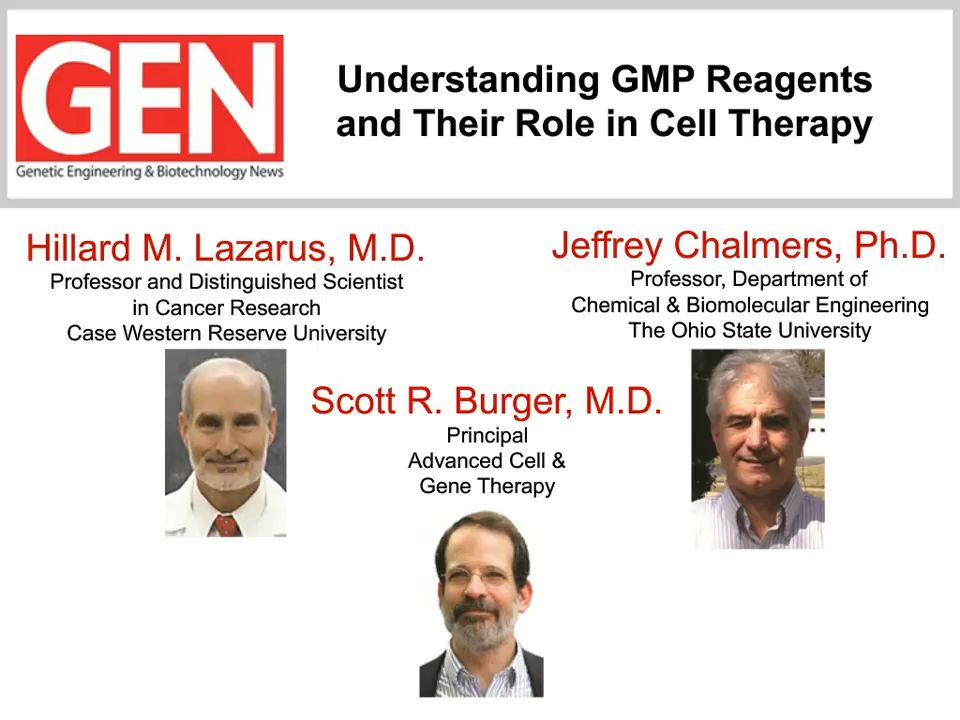 GEN
Genetic Engineering & Biotechnology News
Understanding GMP Reagents
and Their Role in Cell Therapy
Hillard M. Lazarus, M.D.
Professor and Distinguished Scientist
in Cancer Research
Case Western Reserve University
Jeffrey Chalmers, Ph.D.
Professor, Department of
Chemical & Biomolecular Engineering
The Ohio State University
Scott R. Burger, M.D.
Principal
Advanced Cell &
Gene Therapy